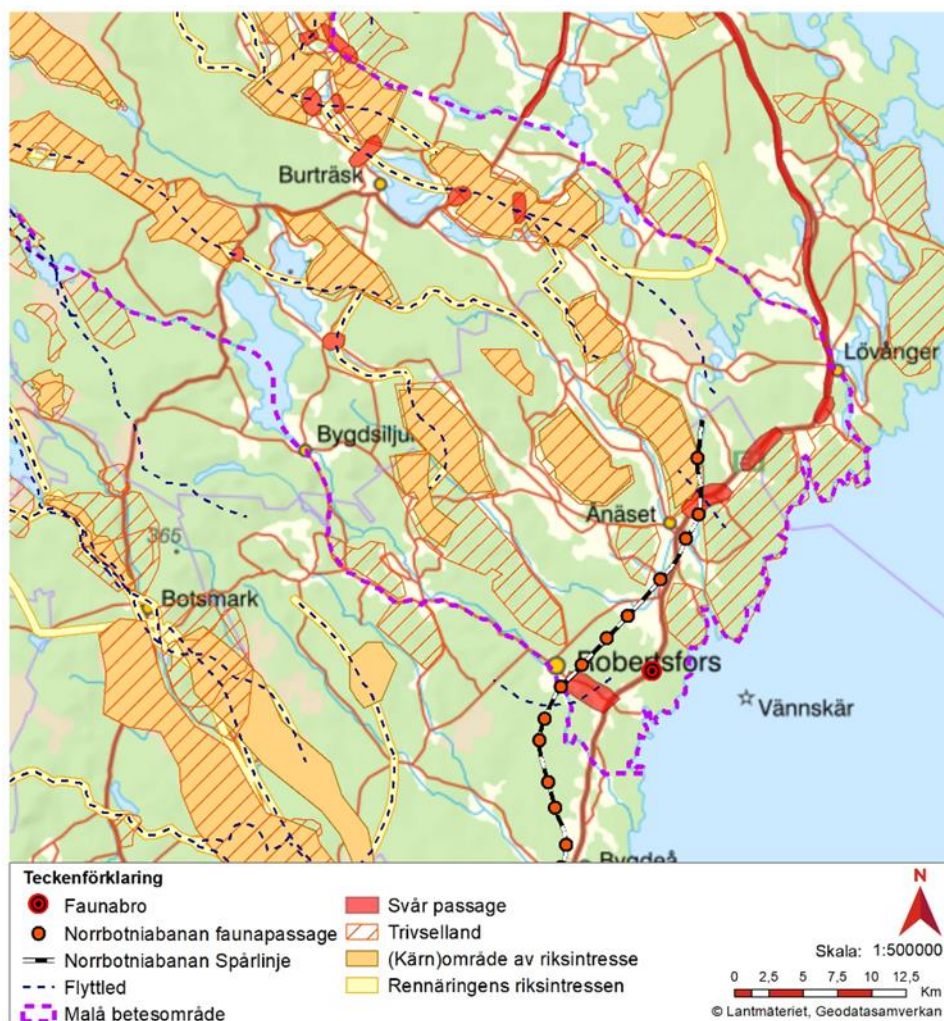 Burträsk
Lövånger
Bygdsiljur
Ånäset
365
Botsmark
Robertsfors
Vännskär
Bygdeå
Teckenförklaring
Faunabro
Norrbotniabanan faunapassage
Norrbotniabanan Spårlinje
Flyttled
Malå betesområde
Svår passage
Trivselland
(Kärn)område av riksintresse
Rennäringens riksintressen
N
Skala: 1:500000
0 2,5 5 7,5 10 12,5
Km
© Lantmäteriet, Geodatasamverkan